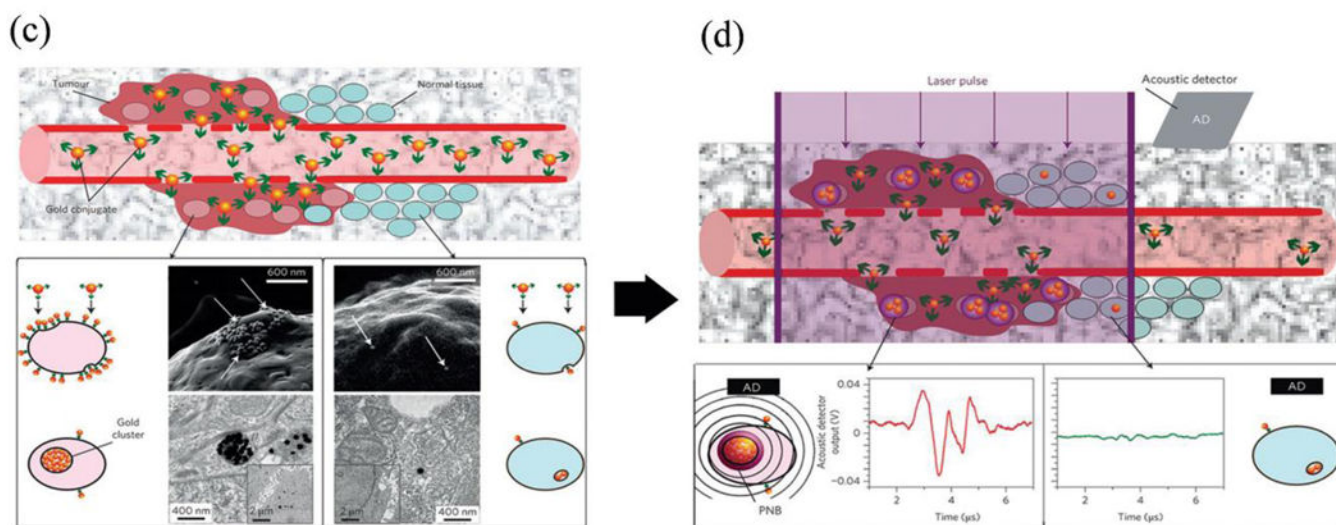 (c)
Tumour
Normal tissue
Gold conjugate
600 nm
600 nm
Gold
cluster
400 nm
2 µm
2 µm
400 nm
(d)
Laser pulse
Acoustic detector
AD
AD
PNB
Acoustic detector
output (V)
0.04
0
−0.04
2
4
6
Time (µs)
2
4
6
Time (µs)
AD